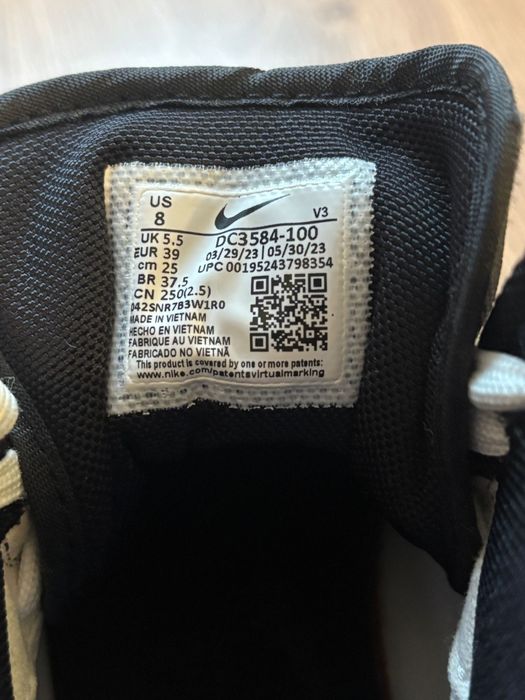 US
8
V3
UK 5.5
DC3584-100
EUR 39
03/29/23 | 05/30/23
cm 25
UPC 00195243798354
BR 37.5
CN 250(2.5)
042SNR7B3W1R0
MADE IN VIETNAM
HECHO EN VIETNAM
FABRIQUE AU VIETNAM
FABRICADO NO VIETNÃ
This product is covered by one or more patents:
www.nike.com/patentsvirtualmarking